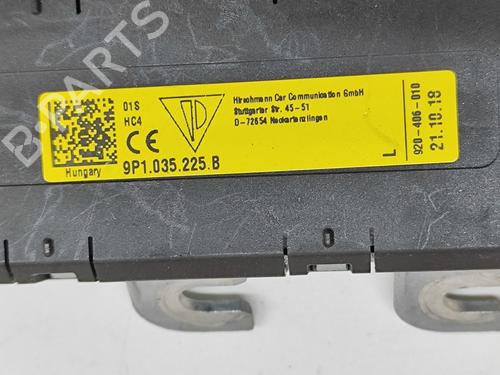 01S
HC4
CE
Hungary
9P1.035.225.B
Hirschmann Car Communication GmbH
Stuttgarter Str. 45-51
D-72654 Neckartenzlingen
L
920-406-010
21.10.18
B-PARTS